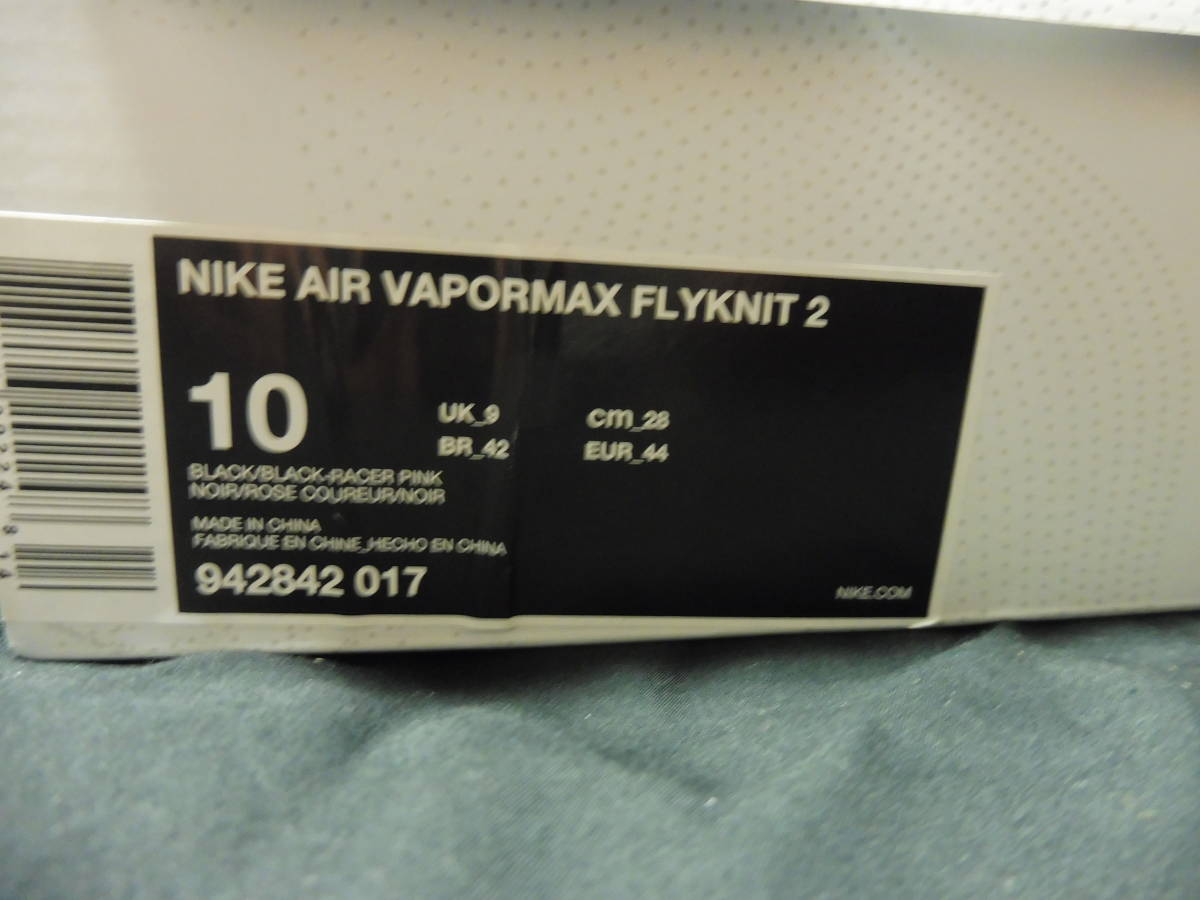 NIKE AIR VAPORMAX FLYKNIT 2
10
UK_9 cm_28
BR_42 EUR_44
BLACK/BLACK-RACER PINK
NOIR/ROSE COUREUR/NOIR
MADE IN CHINA
FABRIQUE EN CHINE_HECHO EN CHINA
942842 017
NIKE.COM